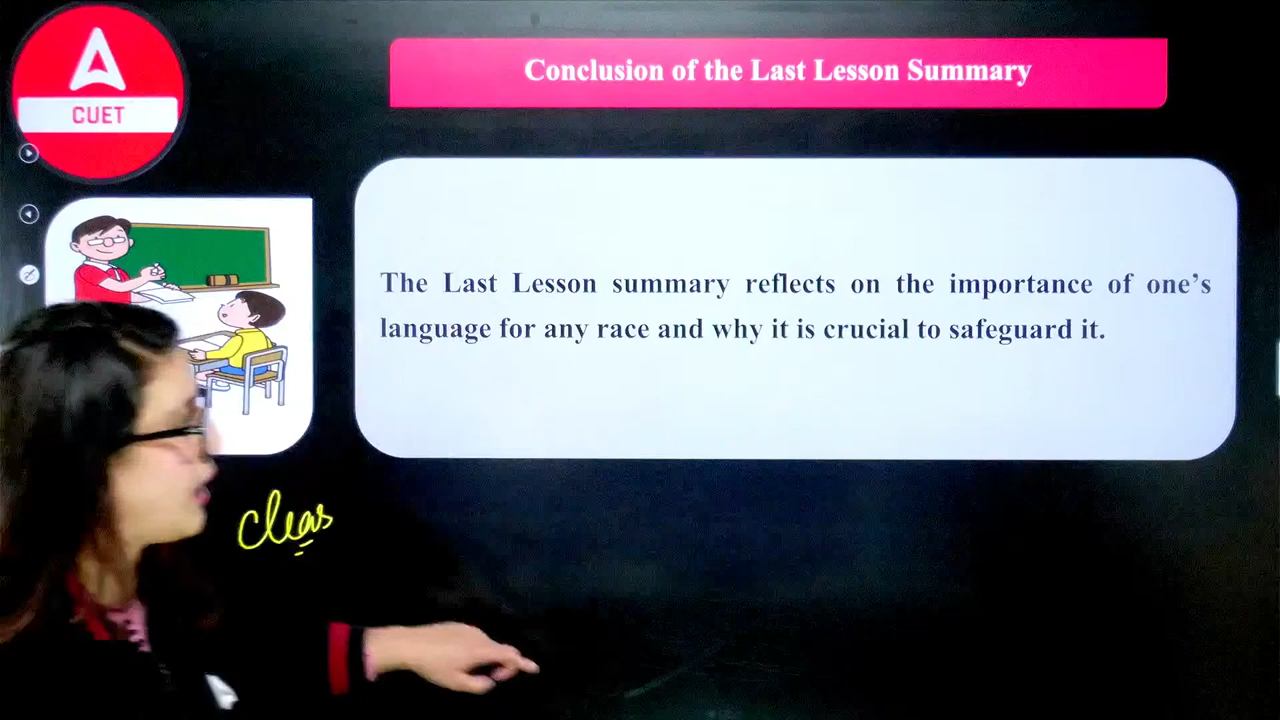 CUET
Conclusion of the Last Lesson Summary
The Last Lesson summary reflects on the importance of one’s
language for any race and why it is crucial to safeguard it.